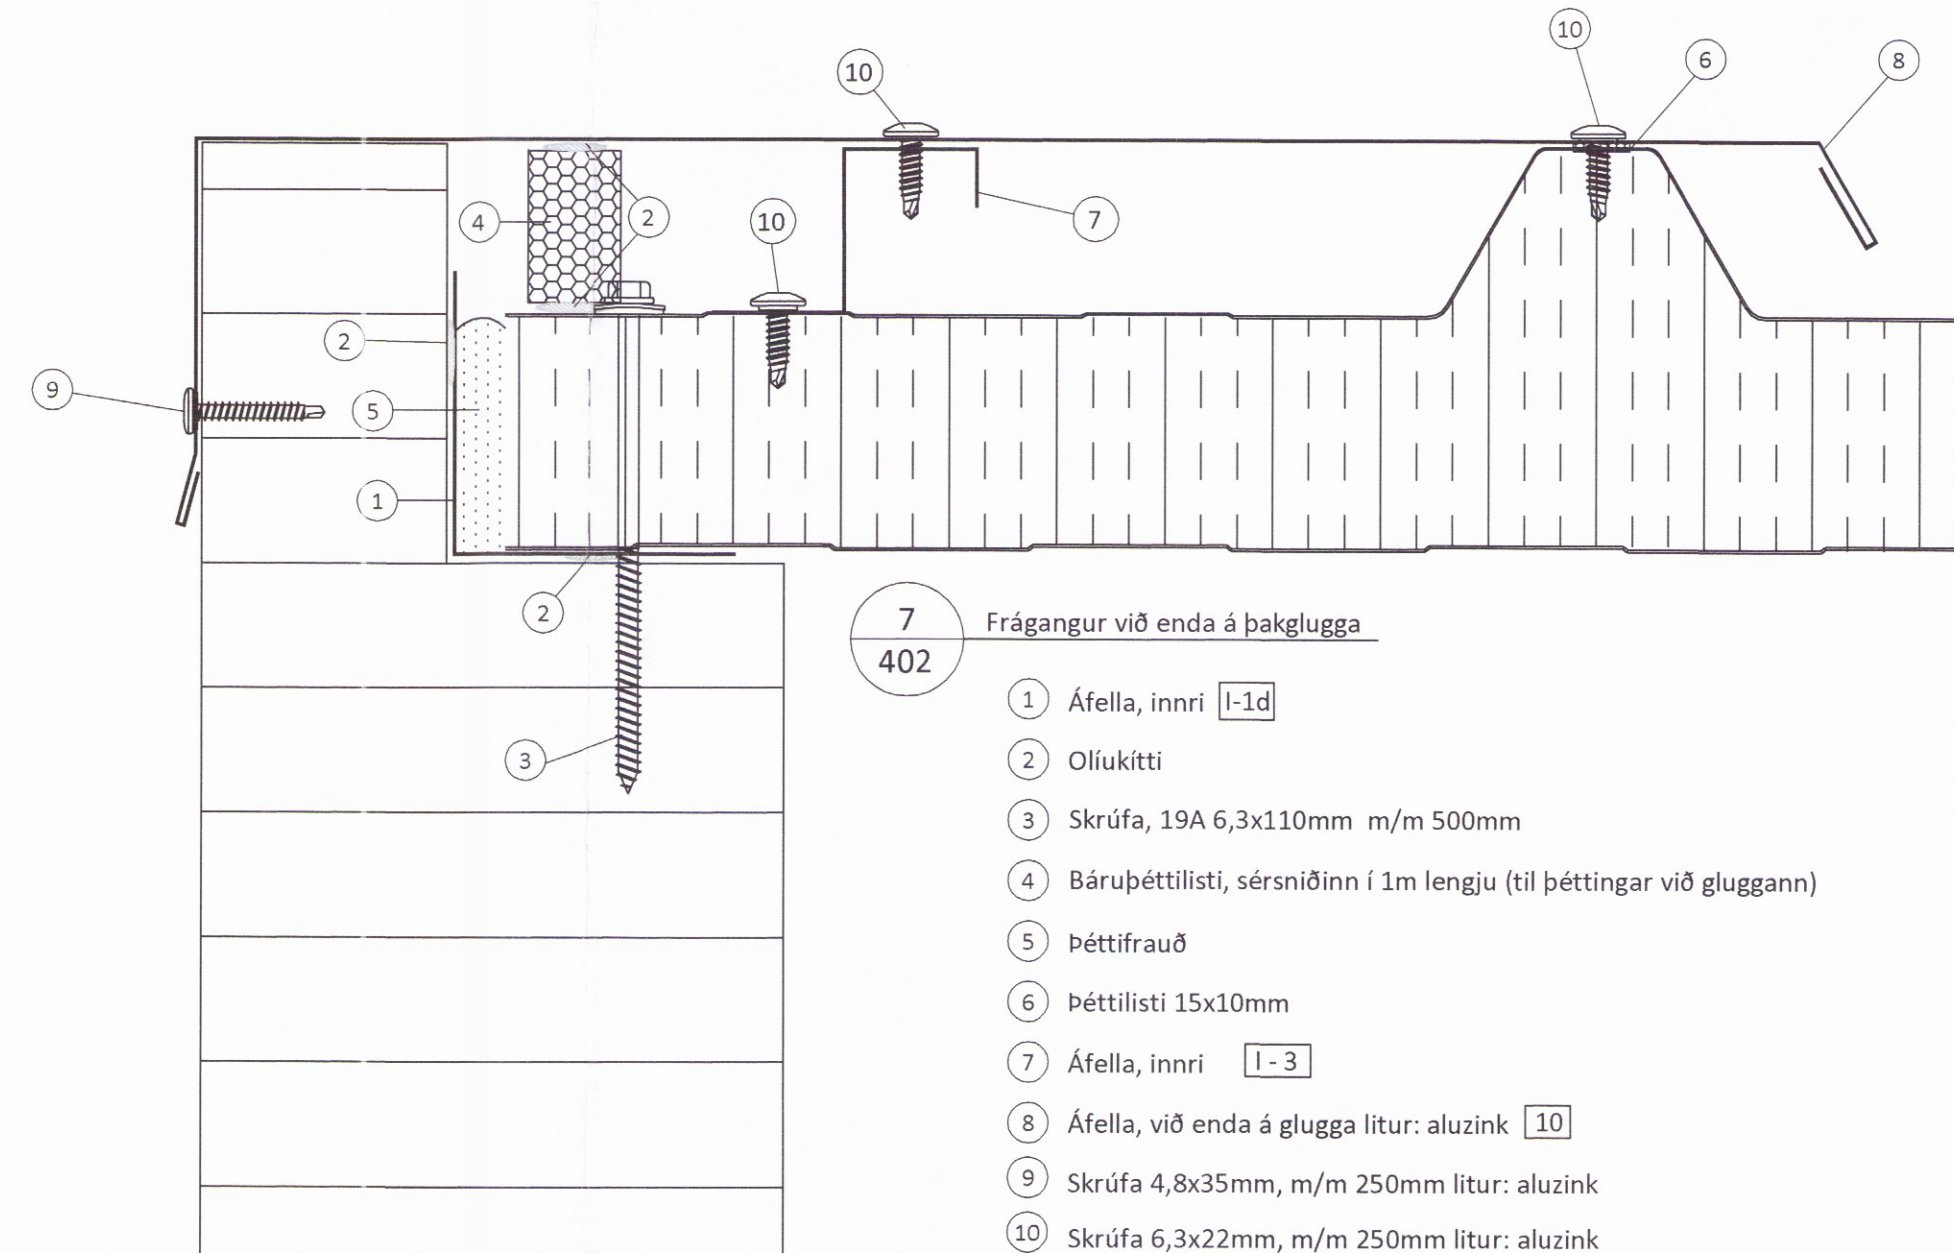 10
10
6
8
4
2
10
7
2
9
5
1
2
3
7
402
Frágangur við enda á þakglugga
1 Áfella, innri I-1d
2 Olíukítti
3 Skrúfa, 19A 6,3x110mm m/m 500mm
4 Báruþéttilisti, sérsniðinn í 1m lengju (til þéttingar við gluggann)
5 Þéttifrauð
6 Þéttilisti 15x10mm
7 Áfella, innri I - 3
8 Áfella, við enda á glugga litur: aluzink 10
9 Skrúfa 4,8x35mm, m/m 250mm litur: aluzink
10 Skrúfa 6,3x22mm, m/m 250mm litur: aluzink